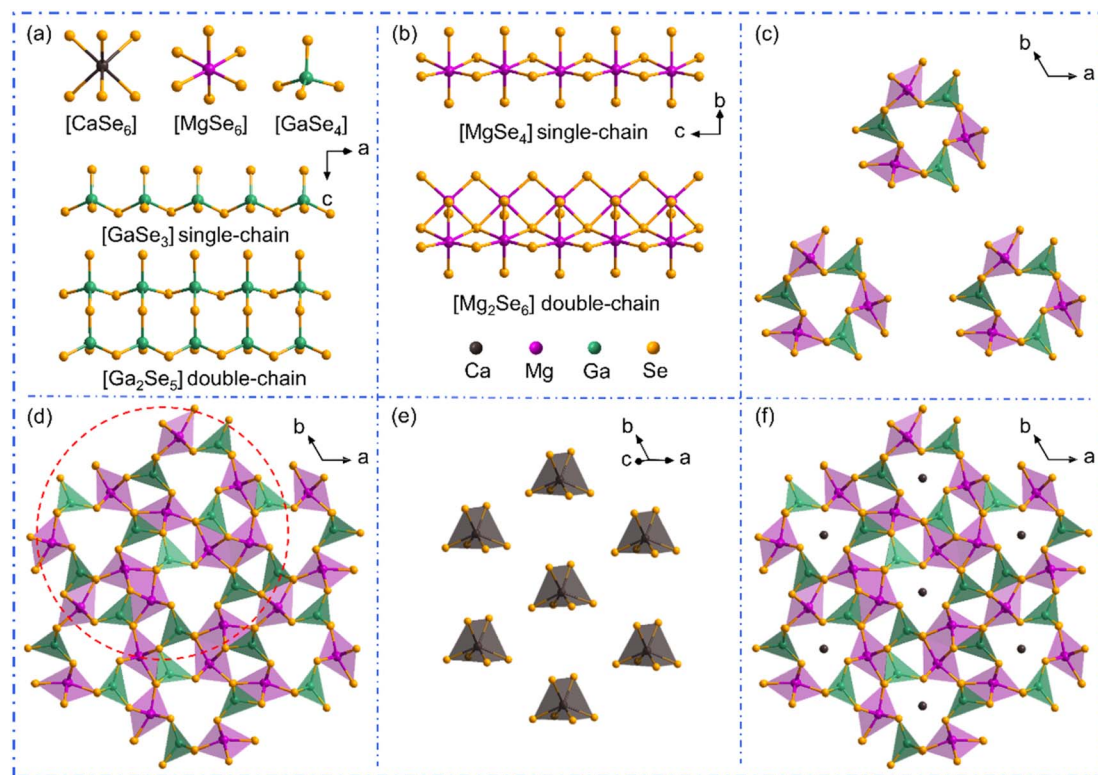 (a)
[CaSe₆] [MgSe₆] [GaSe₄]
a
c
[GaSe₃] single-chain
[Ga₂Se₅] double-chain
(b)
[MgSe₄] single-chain
b
c
[Mg₂Se₆] double-chain
Ca Mg Ga Se
(c)
b
a
(d)
b
a
(e)
b
c
a
(f)
b
a